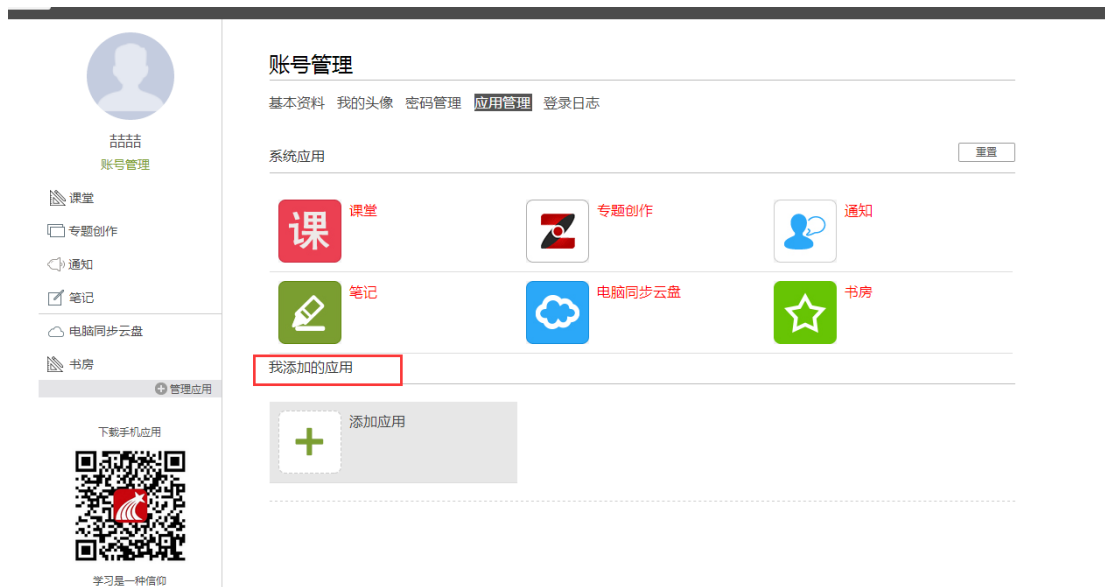 喆喆喆
账号管理
课堂
专题创作
通知
笔记
电脑同步云盘
书房
管理应用
下载手机应用
学习是一种信仰
账号管理
基本资料 我的头像 密码管理 应用管理 登录日志
系统应用 重置
课 课堂 专题创作 通知
笔记 电脑同步云盘 书房
我添加的应用
添加应用